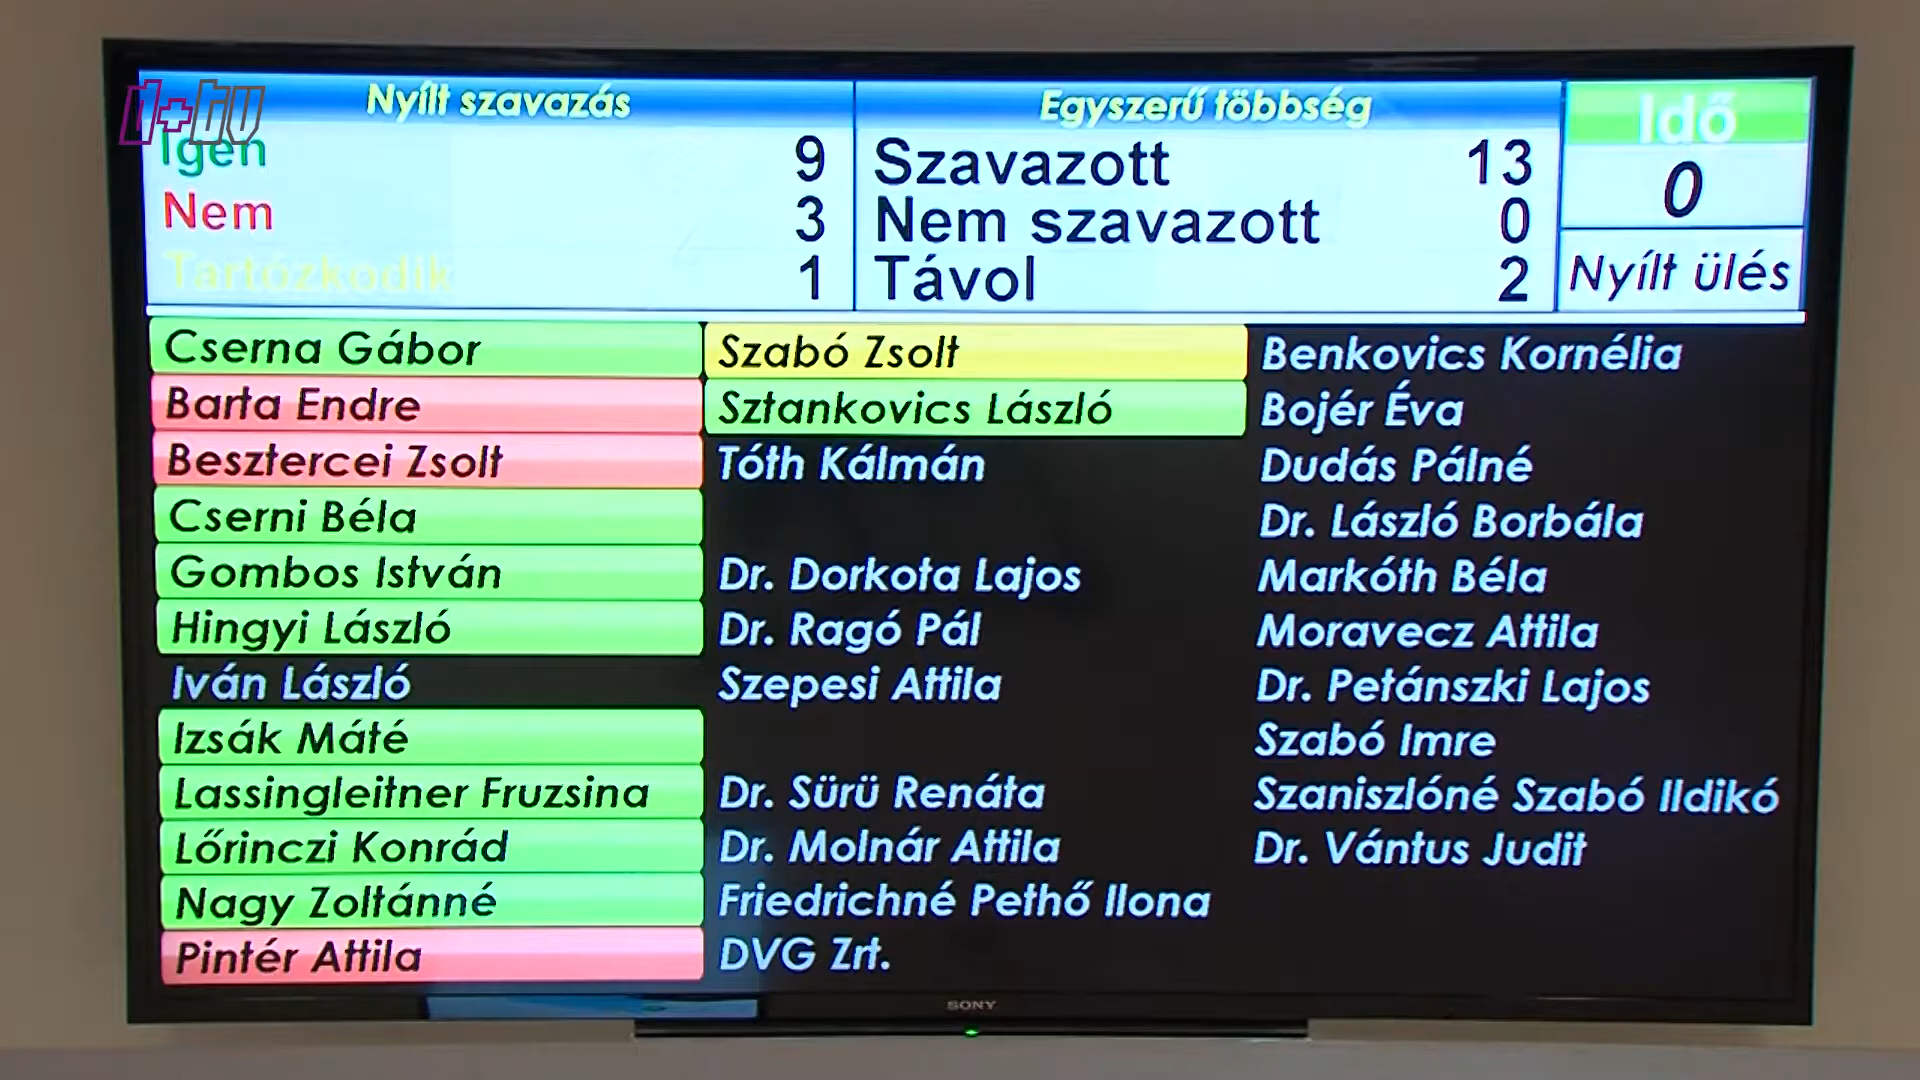 d+tv
Nyílt szavazás
Igen 9
Nem 3
Tartózkodik 1
Egyszerű többség
Szavazott 13
Nem szavazott 0
Távol 2
Idő
0
Nyílt ülés
Cserna Gábor
Barta Endre
Besztercei Zsolt
Cserni Béla
Gombos István
Hingyi László
Iván László
Izsák Máté
Lassingleitner Fruzsina
Lőrinczi Konrád
Nagy Zoltánné
Pintér Attila
Szabó Zsolt
Sztankovics László
Tóth Kálmán
Dr. Dorkota Lajos
Dr. Ragó Pál
Szepesi Attila
Dr. Sürü Renáta
Dr. Molnár Attila
Friedrichné Pethő Ilona
DVG Zrt.
Benkovics Kornélia
Bojér Éva
Dudás Pálné
Dr. László Borbála
Markóth Béla
Moravecz Attila
Dr. Petánszki Lajos
Szabó Imre
Szaniszlóné Szabó Ildikó
Dr. Vántus Judit
SONY